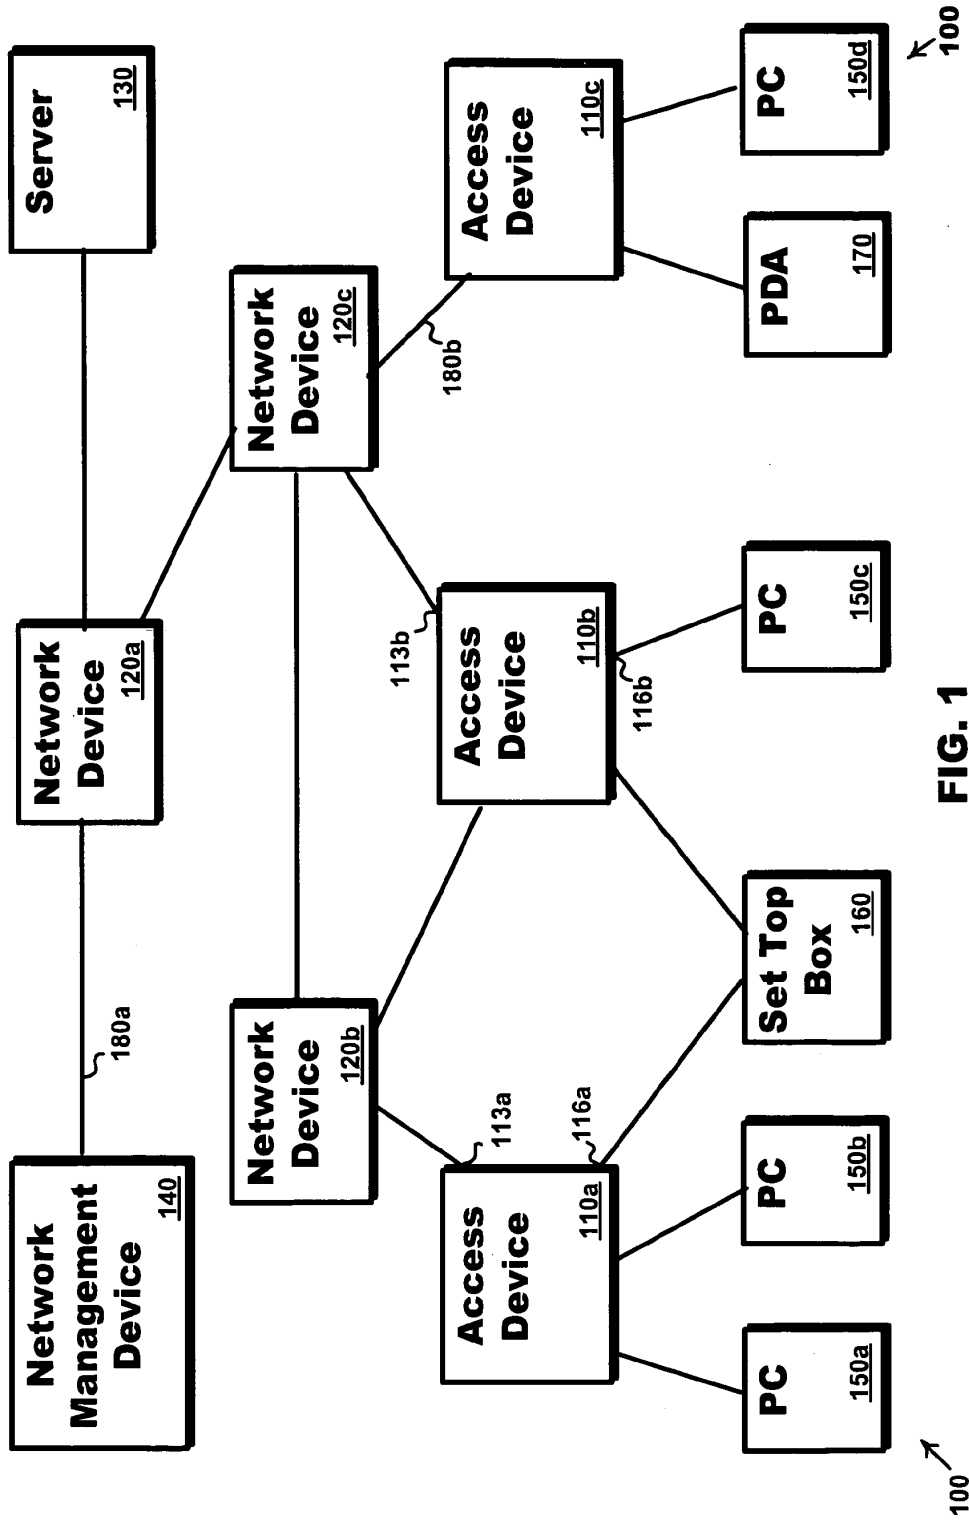 Network
Management
Device
140
180a
Network
Device
120a
Server
130
Network
Device
120b
Network
Device
120c
113a
116a
113b
116b
180b
Access
Device
110a
Access
Device
110b
Access
Device
110c
PC
150a
PC
150b
Set Top
Box
160
PC
150c
PDA
170
PC
150d
100
100
FIG. 1